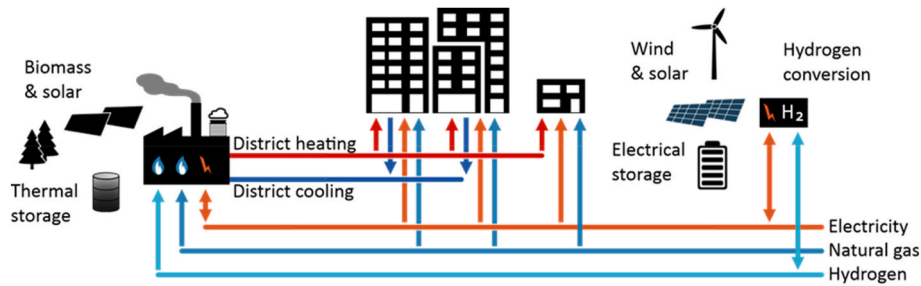 Biomass
& solar
Thermal
storage
District heating
District cooling
Wind
& solar
Electrical
storage
Hydrogen
conversion
H2
Electricity
Natural gas
Hydrogen